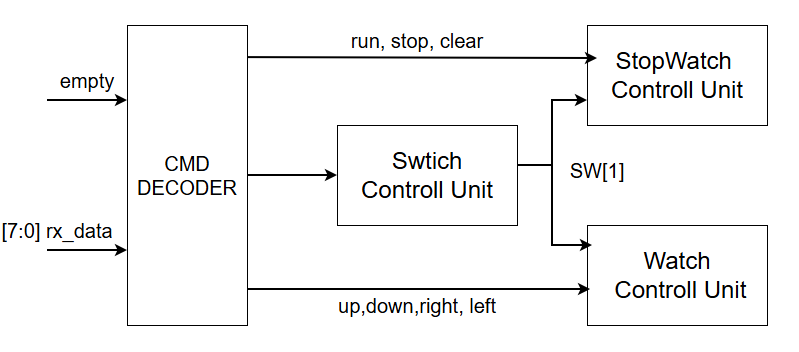 run, stop, clear
StopWatch
Controll Unit
empty
CMD
DECODER
Swtich
Controll Unit
SW[1]
[7:0] rx_data
Watch
Controll Unit
up,down,right, left